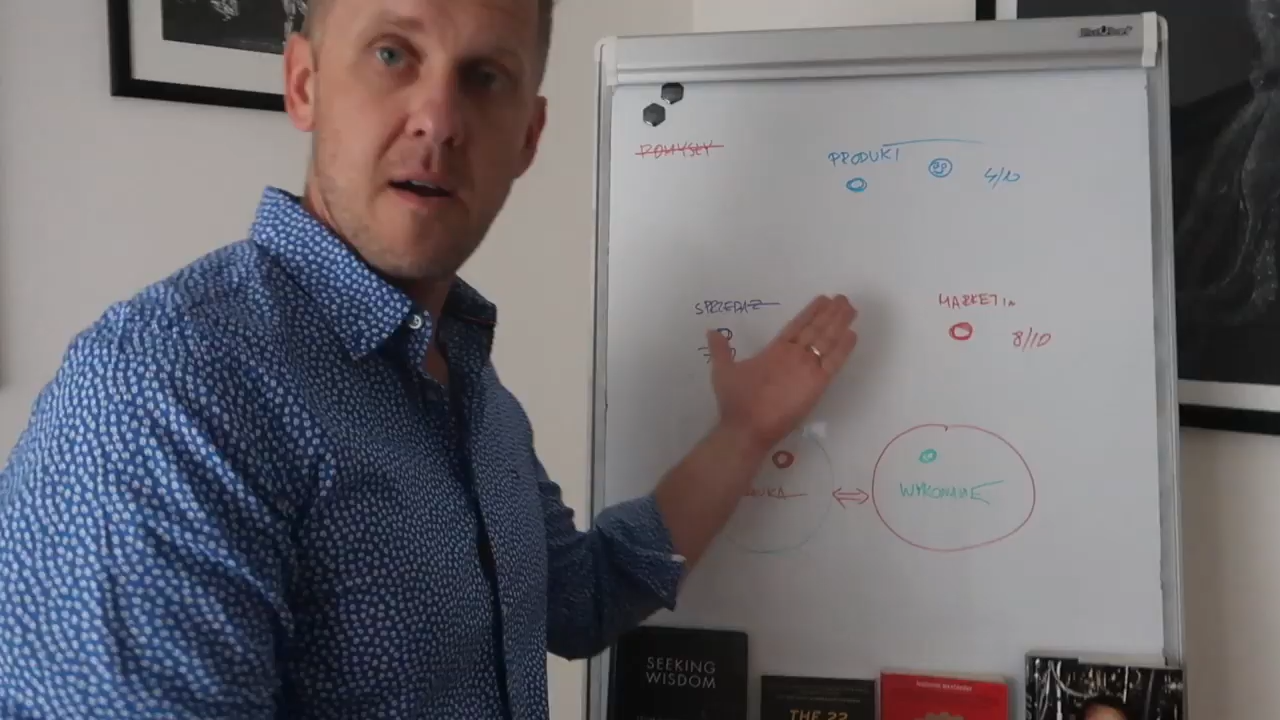 POMYSŁY
PRODUKT
4/10
SPRZEDAŻ
MARKETIN
8/10
WYKONANIE
SEEKING
WISDOM
THE 22